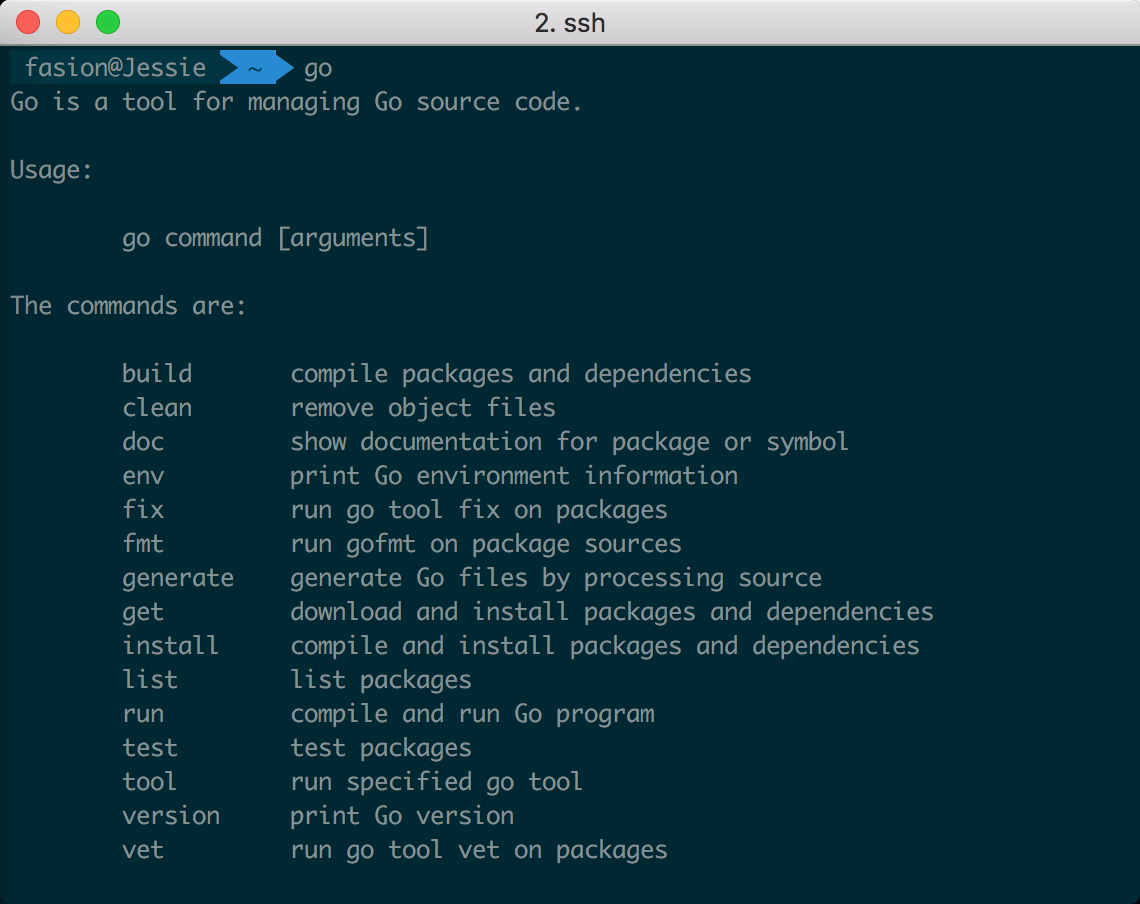 2. ssh
fasion@Jessie ~ go
Go is a tool for managing Go source code.
Usage:
go command [arguments]
The commands are:
build compile packages and dependencies
clean remove object files
doc show documentation for package or symbol
env print Go environment information
fix run go tool fix on packages
fmt run gofmt on package sources
generate generate Go files by processing source
get download and install packages and dependencies
install compile and install packages and dependencies
list list packages
run compile and run Go program
test test packages
tool run specified go tool
version print Go version
vet run go tool vet on packages